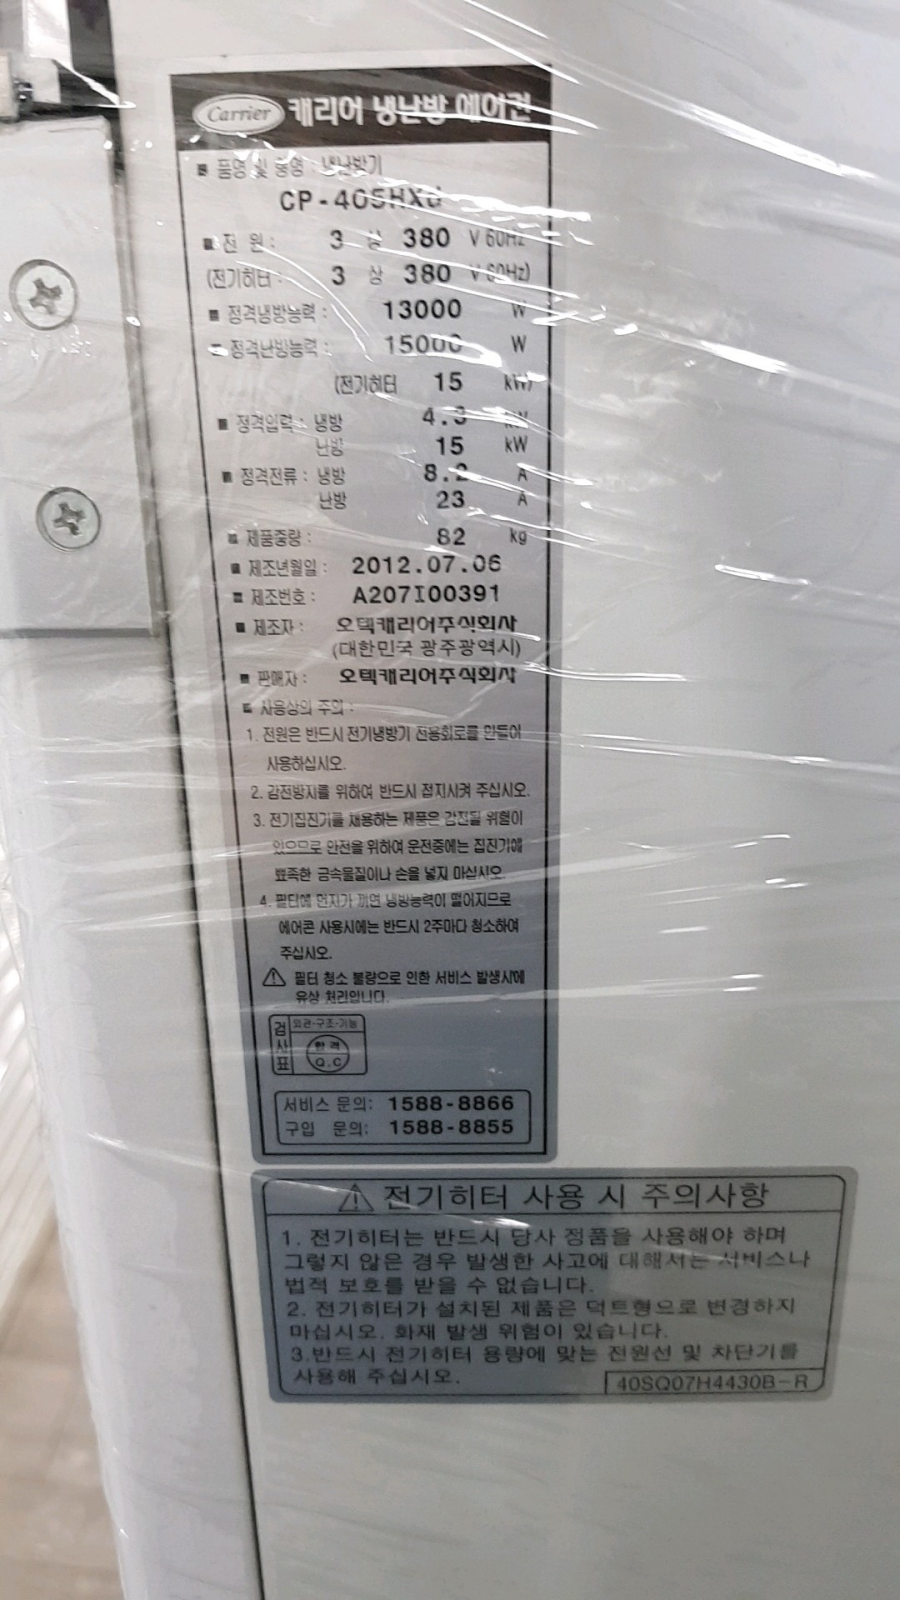 Carrier 캐리어 냉난방 에어컨
■ 품명 및 형명 : 냉난방기
■ 전 원 : 3 상 380 V 60Hz
(전기히터 : 3 상 380 V 60Hz)
■ 정격냉방능력 : 13000 W
■ 정격난방능력 : 15000 W
(전기히터 15 kW)
■ 정격입력 : 냉방 4.3 kW
난방 15 kW
■ 정격전류 : 냉방 8.2 A
난방 23 A
■ 제품중량 : 82 kg
■ 제조년월일 : 2012.07.06
■ 제조번호 : A207I00391
■ 제조자 : 오텍캐리어주식회사
(대한민국 광주광역시)
■ 판매자 : 오텍캐리어주식회사
■ 사용상의 주의 :
1. 전원은 반드시 전기냉방기 전용회로를 만들어
사용하십시오.
2. 감전방지를 위하여 반드시 접지시켜 주십시오.
3. 전기집진기를 채용하는 제품은 감전될 위험이
있으므로 안전을 위하여 운전중에는 집진기에
뾰족한 금속물질이나 손을 넣지 마십시오.
4. 필터에 먼지가 끼면 냉방능력이 떨어지므로
에어콘 사용시에는 반드시 2주마다 청소하여
주십시오.
⚠ 필터 청소 불량으로 인한 서비스 발생시에
유상 처리입니다.
검사표 외관·구조·기능
합격
Q.C
서비스 문의: 1588-8866
구입 문의: 1588-8855
⚠ 전기히터 사용 시 주의사항
1. 전기히터는 반드시 당사 정품을 사용해야 하며
그렇지 않은 경우 발생한 사고에 대해서는 서비스나
법적 보호를 받을 수 없습니다.
2. 전기히터가 설치된 제품은 덕트형으로 변경하지
마십시오. 화재 발생 위험이 있습니다.
3.반드시 전기히터 용량에 맞는 전원선 및 차단기를
사용해 주십시오.
40SQ07H4430B-R